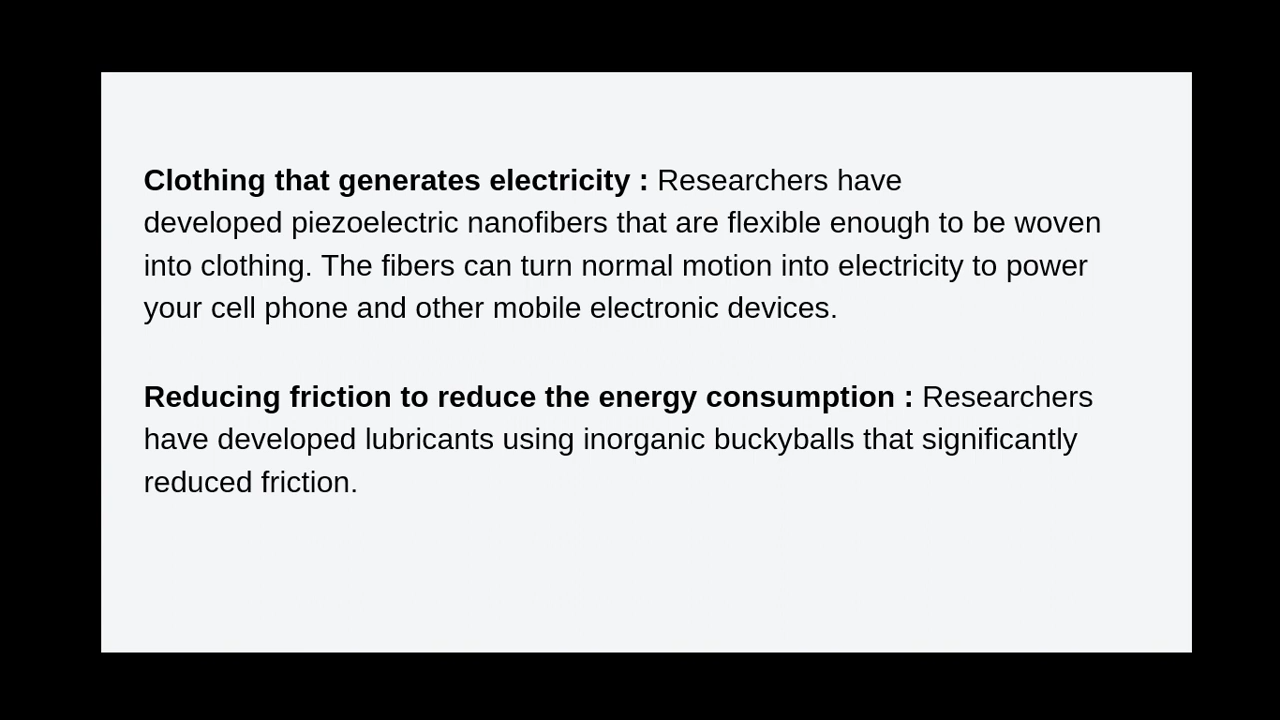 Clothing that generates electricity : Researchers have
developed piezoelectric nanofibers that are flexible enough to be woven
into clothing. The fibers can turn normal motion into electricity to power
your cell phone and other mobile electronic devices.
Reducing friction to reduce the energy consumption : Researchers
have developed lubricants using inorganic buckyballs that significantly
reduced friction.